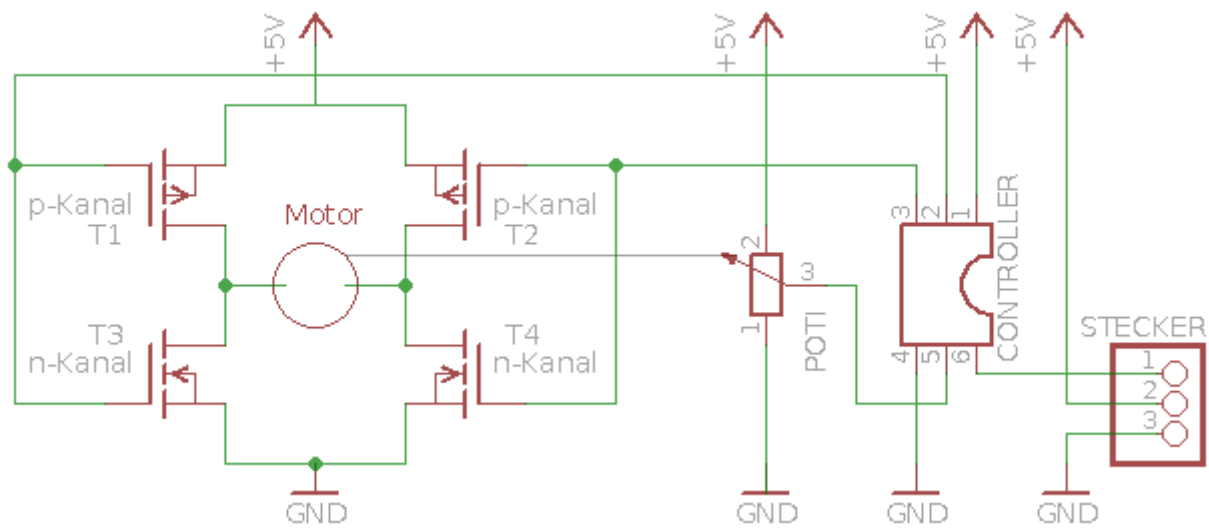 +5V
+5V
+5V
+5V
p-Kanal
T1
Motor
p-Kanal
T2
3
2
1
CONTROLLER
2
3
1
POTI
T3
n-Kanal
T4
n-Kanal
4
5
6
STECKER
1
2
3
GND
GND
GND
GND